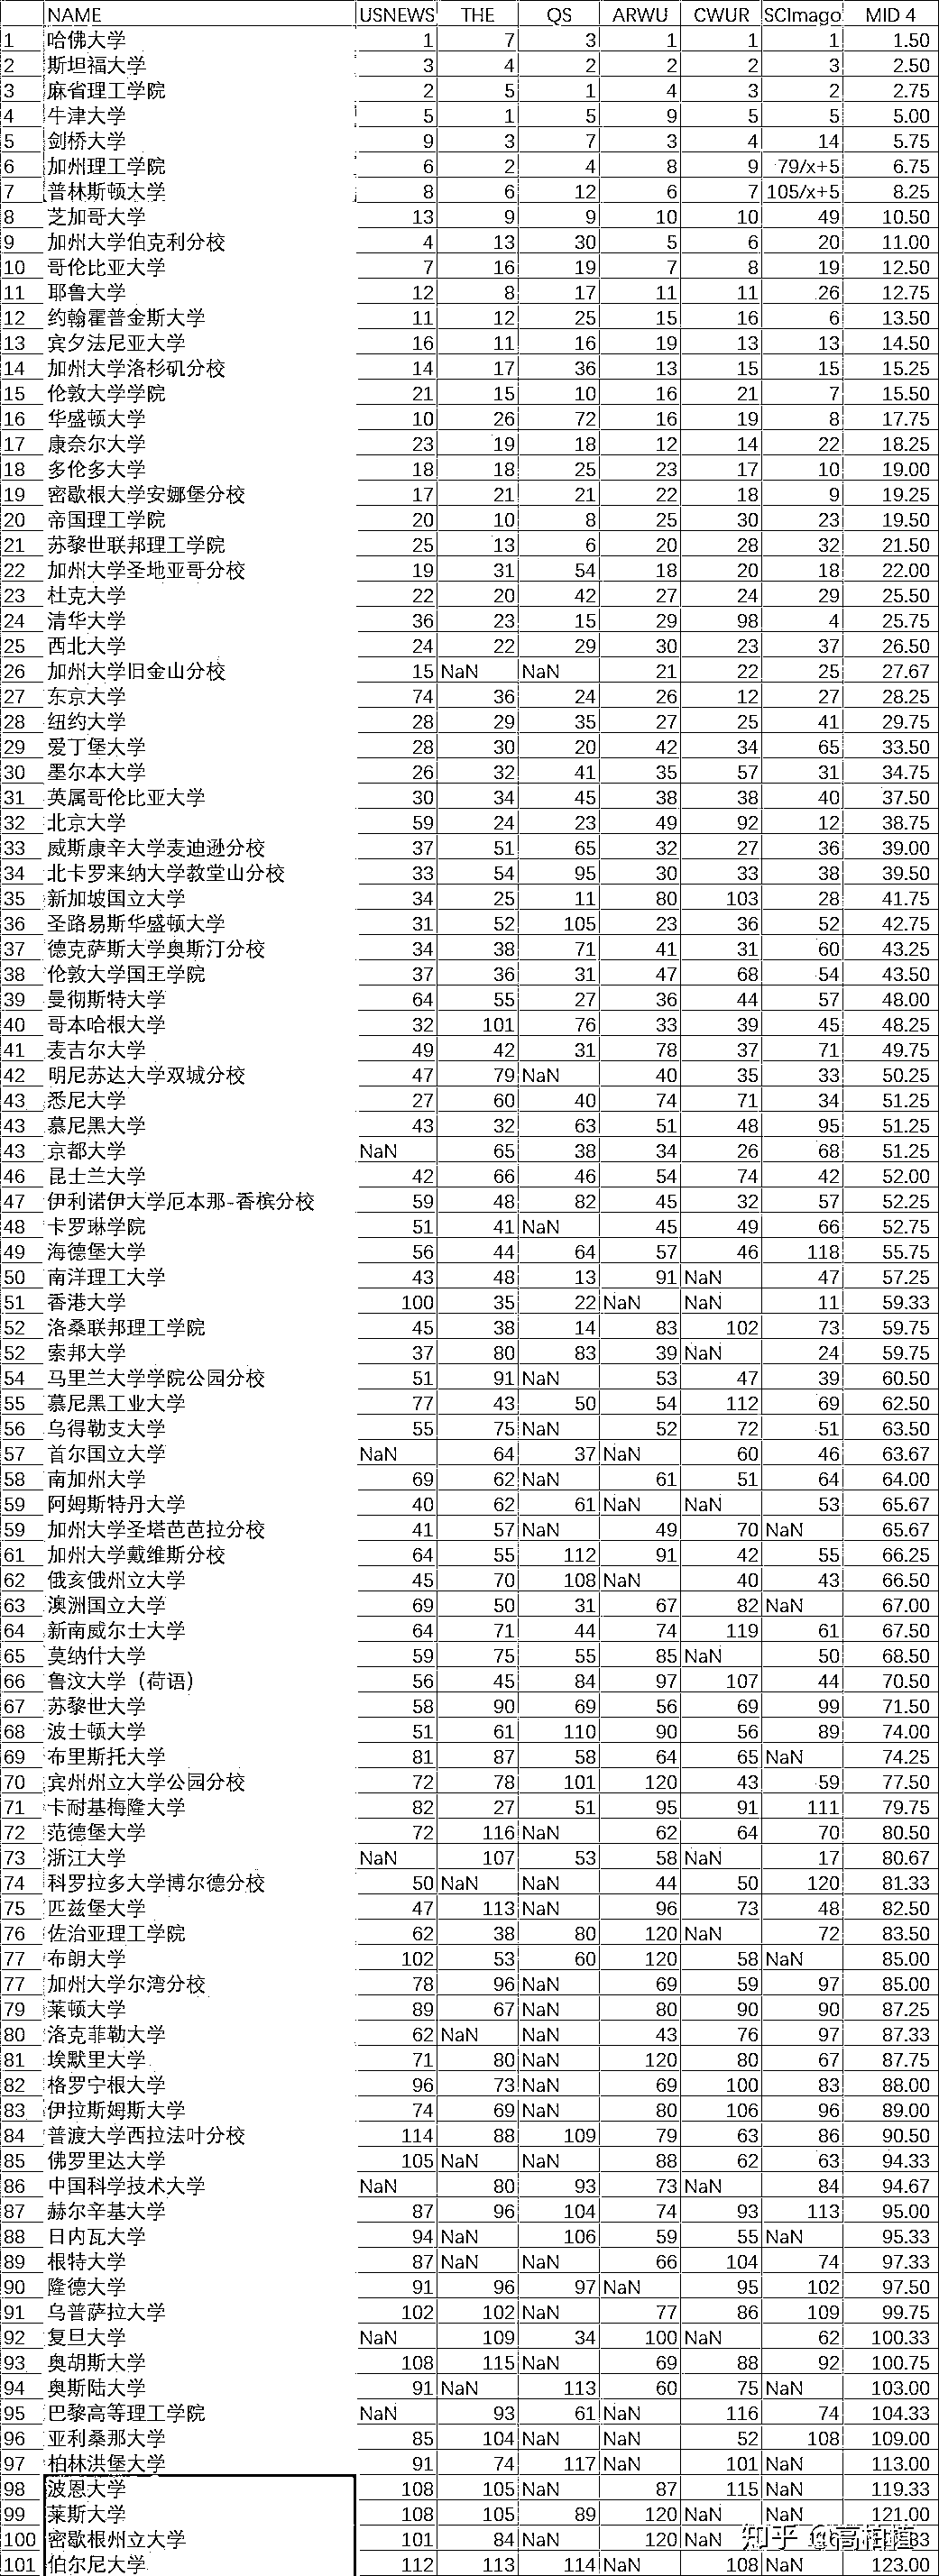 NAME USNEWS THE QS ARWU CWUR SCImago MID 4
1 哈佛大学 1 7 3 1 1 1 1.50
2 斯坦福大学 3 4 2 2 2 3 2.50
3 麻省理工学院 2 5 1 4 3 2 2.75
4 牛津大学 5 1 5 9 5 5 5.00
5 剑桥大学 9 3 7 3 4 14 5.75
6 加州理工学院 6 2 4 8 9 79/x+5 6.75
7 普林斯顿大学 8 6 12 6 7 105/x+5 8.25
8 芝加哥大学 13 9 9 10 10 49 10.50
9 加州大学伯克利分校 4 13 30 5 6 20 11.00
10 哥伦比亚大学 7 16 19 7 8 19 12.50
11 耶鲁大学 12 8 17 11 11 26 12.75
12 约翰霍普金斯大学 11 12 25 15 16 6 13.50
13 宾夕法尼亚大学 16 11 16 19 13 13 14.50
14 加州大学洛杉矶分校 14 17 36 13 15 15 15.25
15 伦敦大学学院 21 15 10 16 21 7 15.50
16 华盛顿大学 10 26 72 16 19 8 17.75
17 康奈尔大学 23 19 18 12 14 22 18.25
18 多伦多大学 18 18 25 23 17 10 19.00
19 密歇根大学安娜堡分校 17 21 21 22 18 9 19.25
20 帝国理工学院 20 10 8 25 30 23 19.50
21 苏黎世联邦理工学院 25 13 6 20 28 32 21.50
22 加州大学圣地亚哥分校 19 31 54 18 20 18 22.00
23 杜克大学 22 20 42 27 24 29 25.50
24 清华大学 36 23 15 29 98 4 25.75
25 西北大学 24 22 29 30 23 37 26.50
26 加州大学旧金山分校 15 NaN NaN 21 22 25 27.67
27 东京大学 74 36 24 26 12 27 28.25
28 纽约大学 28 29 35 27 25 41 29.75
29 爱丁堡大学 28 30 20 42 34 65 33.50
30 墨尔本大学 26 32 41 35 57 31 34.75
31 英属哥伦比亚大学 30 34 45 38 38 40 37.50
32 北京大学 59 24 23 49 92 12 38.75
33 威斯康辛大学麦迪逊分校 37 51 65 32 27 36 39.00
34 北卡罗来纳大学教堂山分校 33 54 95 30 33 38 39.50
35 新加坡国立大学 34 25 11 80 103 28 41.75
36 圣路易斯华盛顿大学 31 52 105 23 36 52 42.75
37 德克萨斯大学奥斯汀分校 34 38 71 41 31 60 43.25
38 伦敦大学国王学院 37 36 31 47 68 54 43.50
39 曼彻斯特大学 64 55 27 36 44 57 48.00
40 哥本哈根大学 32 101 76 33 39 45 48.25
41 麦吉尔大学 49 42 31 78 37 71 49.75
42 明尼苏达大学双城分校 47 79 NaN 40 35 33 50.25
43 悉尼大学 27 60 40 74 71 34 51.25
43 慕尼黑大学 43 32 63 51 48 95 51.25
43 京都大学 NaN 65 38 34 26 68 51.25
46 昆士兰大学 42 66 46 54 74 42 52.00
47 伊利诺伊大学厄本那-香槟分校 59 48 82 45 32 57 52.25
48 卡罗琳学院 51 41 NaN 45 49 66 52.75
49 海德堡大学 56 44 64 57 46 118 55.75
50 南洋理工大学 43 48 13 91 NaN 47 57.25
51 香港大学 100 35 22 NaN NaN 11 59.33
52 洛桑联邦理工学院 45 38 14 83 102 73 59.75
52 索邦大学 37 80 83 39 NaN 24 59.75
54 马里兰大学学院公园分校 51 91 NaN 53 47 39 60.50
55 慕尼黑工业大学 77 43 50 54 112 69 62.50
56 乌得勒支大学 55 75 NaN 52 72 51 63.50
57 首尔国立大学 NaN 64 37 NaN 60 46 63.67
58 南加州大学 69 62 NaN 61 51 64 64.00
59 阿姆斯特丹大学 40 62 61 NaN NaN 53 65.67
59 加州大学圣塔芭芭拉分校 41 57 NaN 49 70 NaN 65.67
61 加州大学戴维斯分校 64 55 112 91 42 55 66.25
62 俄亥俄州立大学 45 70 108 NaN 40 43 66.50
63 澳洲国立大学 69 50 31 67 82 NaN 67.00
64 新南威尔士大学 64 71 44 74 119 61 67.50
65 莫纳什大学 59 75 55 85 NaN 50 68.50
66 鲁汶大学（荷语） 56 45 84 97 107 44 70.50
67 苏黎世大学 58 90 69 56 69 99 71.50
68 波士顿大学 51 61 110 90 56 89 74.00
69 布里斯托大学 81 87 58 64 65 NaN 74.25
70 宾州州立大学公园分校 72 78 101 120 43 59 77.50
71 卡耐基梅隆大学 82 27 51 95 91 111 79.75
72 范德堡大学 72 116 NaN 62 64 70 80.50
73 浙江大学 NaN 107 53 58 NaN 17 80.67
74 科罗拉多大学博尔德分校 50 NaN NaN 44 50 120 81.33
75 匹兹堡大学 47 113 NaN 96 73 48 82.50
76 佐治亚理工学院 62 38 80 120 NaN 72 83.50
77 布朗大学 102 53 60 120 58 NaN 85.00
77 加州大学尔湾分校 78 96 NaN 69 59 97 85.00
79 莱顿大学 89 67 NaN 80 90 90 87.25
80 洛克菲勒大学 62 NaN NaN 43 76 97 87.33
81 埃默里大学 71 80 NaN 120 80 67 87.75
82 格罗宁根大学 96 73 NaN 69 100 83 88.00
83 伊拉斯姆斯大学 74 69 NaN 80 106 96 89.00
84 普渡大学西拉法叶分校 114 88 109 79 63 86 90.50
85 佛罗里达大学 105 NaN NaN 88 62 63 94.33
86 中国科学技术大学 NaN 80 93 73 NaN 84 94.67
87 赫尔辛基大学 87 96 104 74 93 113 95.00
88 日内瓦大学 94 NaN 106 59 55 NaN 95.33
89 根特大学 87 NaN NaN 66 104 74 97.33
90 隆德大学 91 96 97 NaN 95 102 97.50
91 乌普萨拉大学 102 102 NaN 77 86 109 99.75
92 复旦大学 NaN 109 34 100 NaN 62 100.33
93 奥胡斯大学 108 115 NaN 69 88 92 100.75
94 奥斯陆大学 91 NaN 113 60 75 NaN 103.00
95 巴黎高等理工学院 NaN 93 61 NaN 116 74 104.33
96 亚利桑那大学 85 104 NaN NaN 52 108 109.00
97 柏林洪堡大学 91 74 117 NaN 101 NaN 113.00
98 波恩大学 108 105 NaN 87 115 NaN 119.33
99 莱斯大学 108 105 89 120 NaN NaN 121.00
100 密歇根州立大学 101 84 NaN 120 NaN
101 伯尔尼大学 112 113 114 NaN 108 NaN 123.00